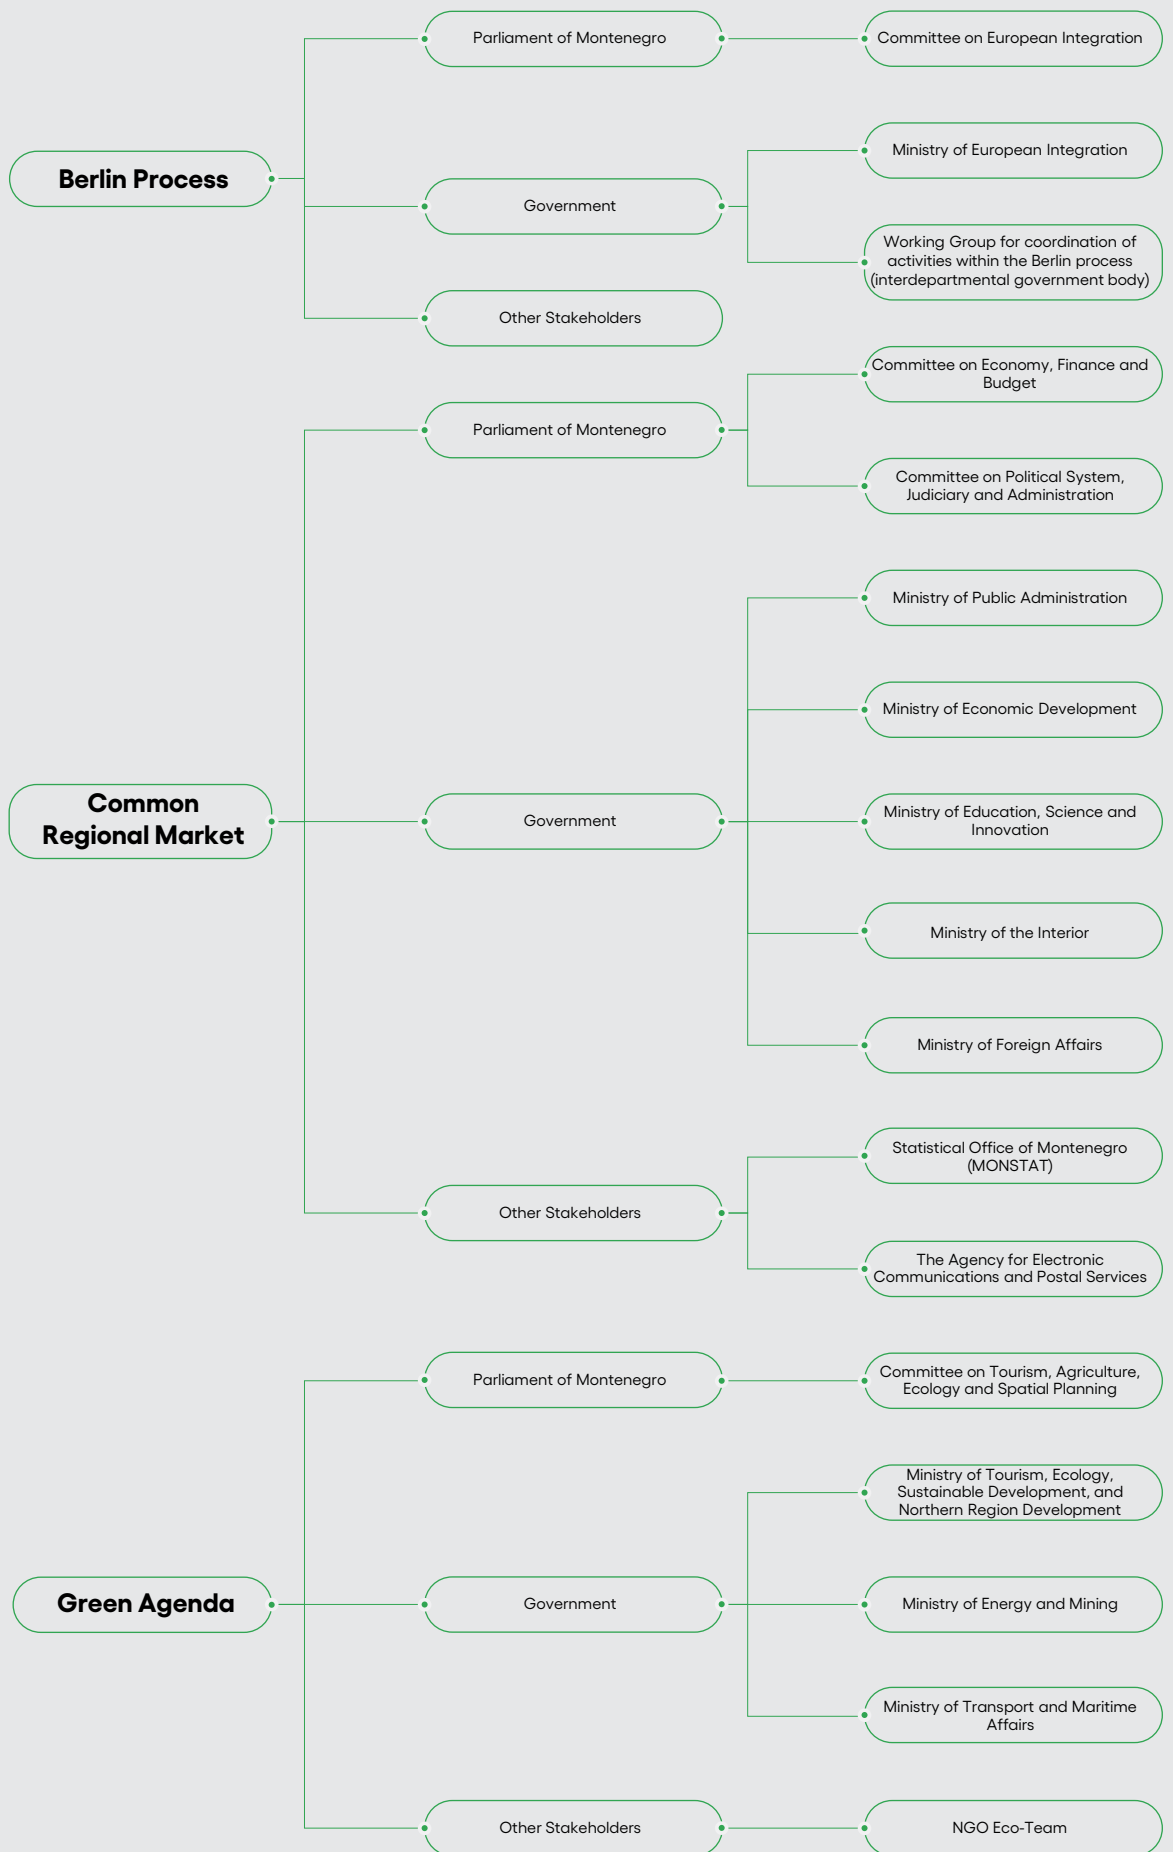 Parliament of Montenegro
Committee on European Integration
Berlin Process
Government
Ministry of European Integration
Working Group for coordination of
activities within the Berlin process
(interdepartmental government body)
Other Stakeholders
Common
Regional Market
Parliament of Montenegro
Committee on Economy, Finance and
Budget
Committee on Political System,
Judiciary and Administration
Government
Ministry of Public Administration
Ministry of Economic Development
Ministry of Education, Science and
Innovation
Ministry of the Interior
Ministry of Foreign Affairs
Other Stakeholders
Statistical Office of Montenegro
(MONSTAT)
The Agency for Electronic
Communications and Postal Services
Green Agenda
Parliament of Montenegro
Committee on Tourism, Agriculture,
Ecology and Spatial Planning
Government
Ministry of Tourism, Ecology,
Sustainable Development, and
Northern Region Development
Ministry of Energy and Mining
Ministry of Transport and Maritime
Affairs
Other Stakeholders
NGO Eco-Team